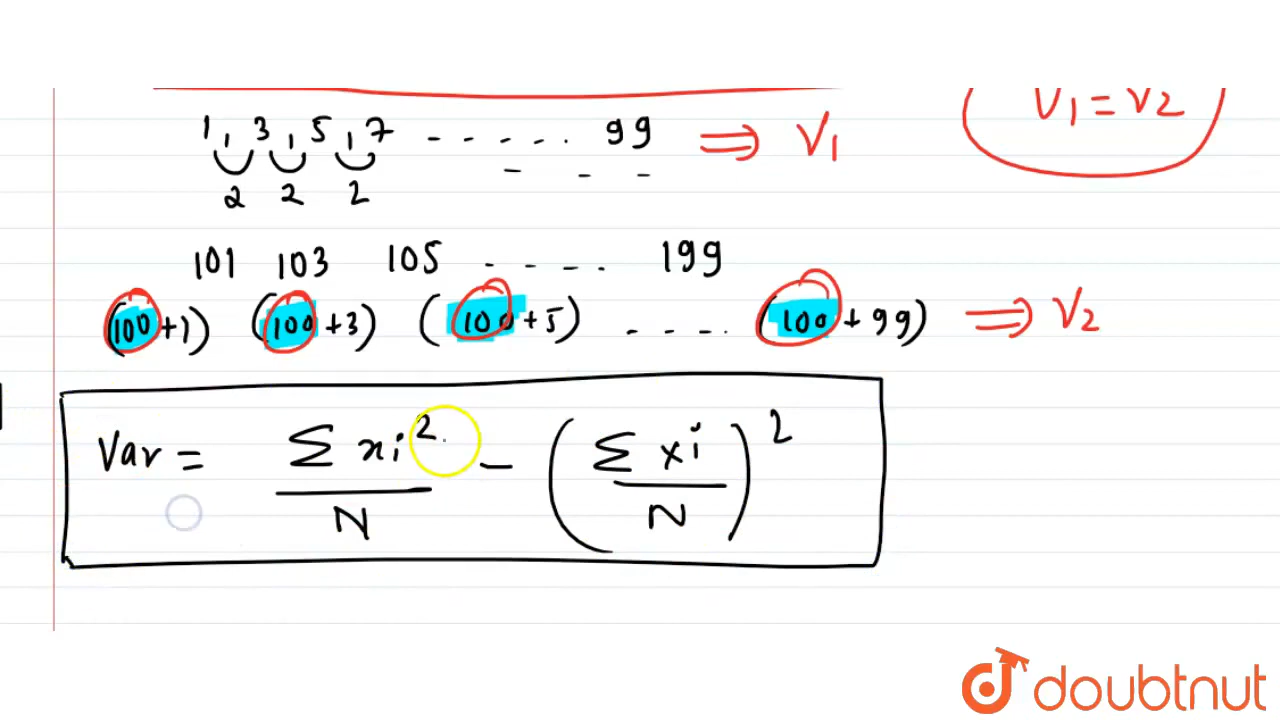 V1 = V2
1, 3, 5, 7 - - - - - . 99 ⟹ V1
2 2 2
101 103 105 - - - - . 199
(100+1) (100+3) (100+5) - - - - . (100+99) ⟹ V2
Var = Σxi²/N - (Σxi/N)²
doubtnut